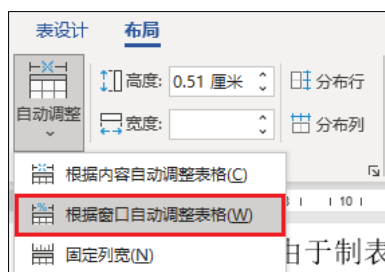 表设计 布局
高度: 0.51 厘米 分布行
自动调整 宽度: 分布列
根据内容自动调整表格(C)
根据窗口自动调整表格(W)
10
固定列宽(N)
由于制表